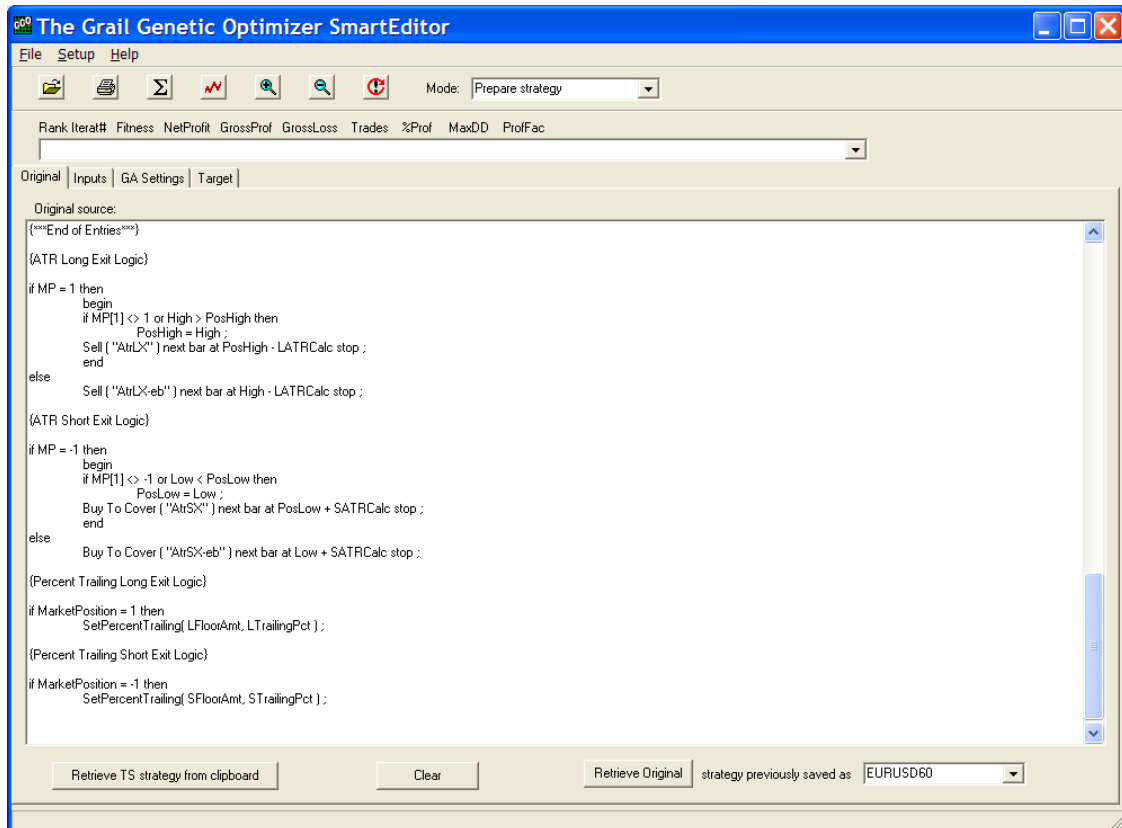 The Grail Genetic Optimizer SmartEditor
File Setup Help
Mode: Prepare strategy
Rank Iterat# Fitness NetProfit GrossProf GrossLoss Trades %Prof MaxDD ProfFac
Original Inputs GA Settings Target
Original source:
{***End of Entries***}
{ATR Long Exit Logic}
if MP = 1 then
begin
if MP[1] <> 1 or High > PosHigh then
PosHigh = High ;
Sell ( "AtrLX" ) next bar at PosHigh - LATRCalc stop ;
end
else
Sell ( "AtrLX-eb" ) next bar at High - LATRCalc stop ;
{ATR Short Exit Logic}
if MP = -1 then
begin
if MP[1] <> -1 or Low < PosLow then
PosLow = Low ;
Buy To Cover ( "AtrSX" ) next bar at PosLow + SATRCalc stop ;
end
else
Buy To Cover ( "AtrSX-eb" ) next bar at Low + SATRCalc stop ;
{Percent Trailing Long Exit Logic}
if MarketPosition = 1 then
SetPercentTrailing( LFloorAmt, LTrailingPct ) ;
{Percent Trailing Short Exit Logic}
if MarketPosition = -1 then
SetPercentTrailing( SFloorAmt, STrailingPct ) ;
Retrieve TS strategy from clipboard Clear Retrieve Original strategy previously saved as EURUSD60